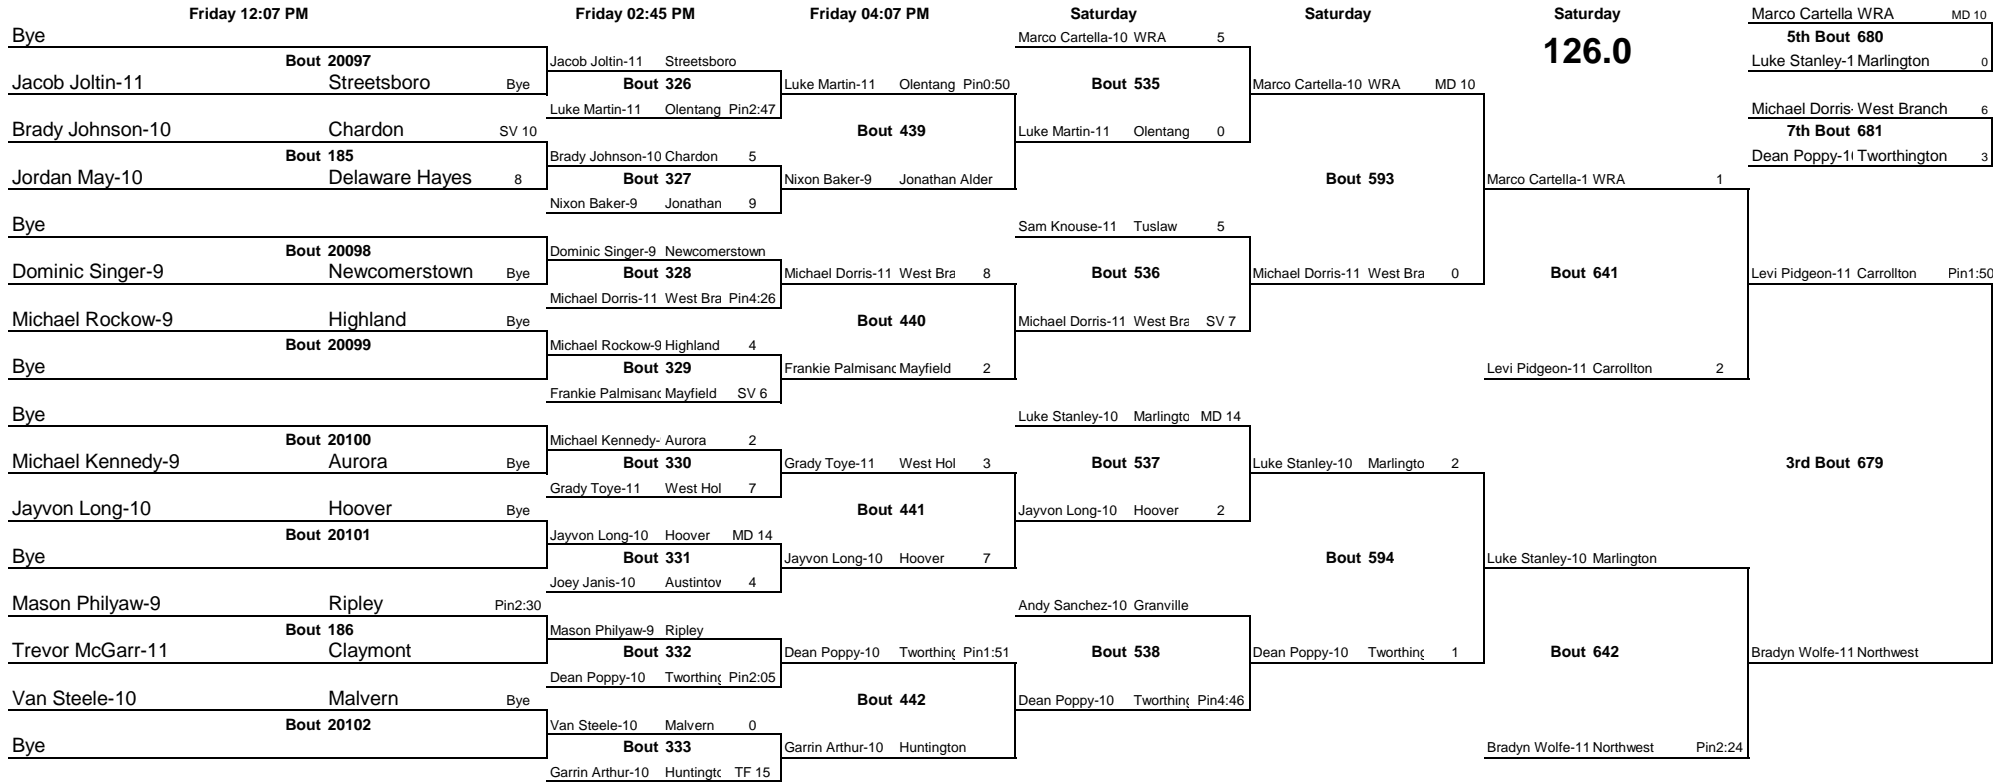 Friday 12:07 PM Friday 02:45 PM Friday 04:07 PM Saturday Saturday Saturday
126.0
Bye
Bout 20097
Jacob Joltin-11 Streetsboro Bye
Brady Johnson-10 Chardon SV 10
Bout 185
Jordan May-10 Delaware Hayes 8
Bye
Bout 20098
Dominic Singer-9 Newcomerstown Bye
Michael Rockow-9 Highland Bye
Bout 20099
Bye
Bye
Bout 20100
Michael Kennedy-9 Aurora Bye
Jayvon Long-10 Hoover Bye
Bout 20101
Bye
Mason Philyaw-9 Ripley Pin2:30
Bout 186
Trevor McGarr-11 Claymont
Van Steele-10 Malvern Bye
Bout 20102
Bye
Jacob Joltin-11 Streetsboro
Bout 326
Luke Martin-11 Olentang Pin2:47
Brady Johnson-10 Chardon 5
Bout 327
Nixon Baker-9 Jonathan 9
Dominic Singer-9 Newcomerstown
Bout 328
Michael Dorris-11 West Bra Pin4:26
Michael Rockow-9 Highland 4
Bout 329
Frankie Palmisano Mayfield SV 6
Michael Kennedy- Aurora 2
Bout 330
Grady Toye-11 West Hol 7
Jayvon Long-10 Hoover MD 14
Bout 331
Joey Janis-10 Austintow 4
Mason Philyaw-9 Ripley
Bout 332
Dean Poppy-10 Tworthing Pin2:05
Van Steele-10 Malvern 0
Bout 333
Garrin Arthur-10 Huntingto TF 15
Luke Martin-11 Olentang Pin0:50
Bout 439
Nixon Baker-9 Jonathan Alder
Michael Dorris-11 West Bra 8
Bout 440
Frankie Palmisano Mayfield 2
Grady Toye-11 West Hol 3
Bout 441
Jayvon Long-10 Hoover 7
Dean Poppy-10 Tworthing Pin1:51
Bout 442
Garrin Arthur-10 Huntington
Marco Cartella-10 WRA 5
Bout 535
Luke Martin-11 Olentang 0
Sam Knouse-11 Tuslaw 5
Bout 536
Michael Dorris-11 West Bra SV 7
Luke Stanley-10 Marlingto MD 14
Bout 537
Jayvon Long-10 Hoover 2
Andy Sanchez-10 Granville
Bout 538
Dean Poppy-10 Tworthing Pin4:46
Marco Cartella-10 WRA MD 10
Bout 593
Michael Dorris-11 West Bra 0
Luke Stanley-10 Marlingto 2
Bout 594
Dean Poppy-10 Tworthing 1
Marco Cartella-1 WRA 1
Bout 641
Levi Pidgeon-11 Carrollton 2
Luke Stanley-10 Marlington
Bout 642
Bradyn Wolfe-11 Northwest Pin2:24
Levi Pidgeon-11 Carrollton Pin1:50
3rd Bout 679
Bradyn Wolfe-11 Northwest
Marco Cartella WRA MD 10
5th Bout 680
Luke Stanley-1 Marlington 0
Michael Dorris- West Branch 6
7th Bout 681
Dean Poppy-1 Tworthington 3